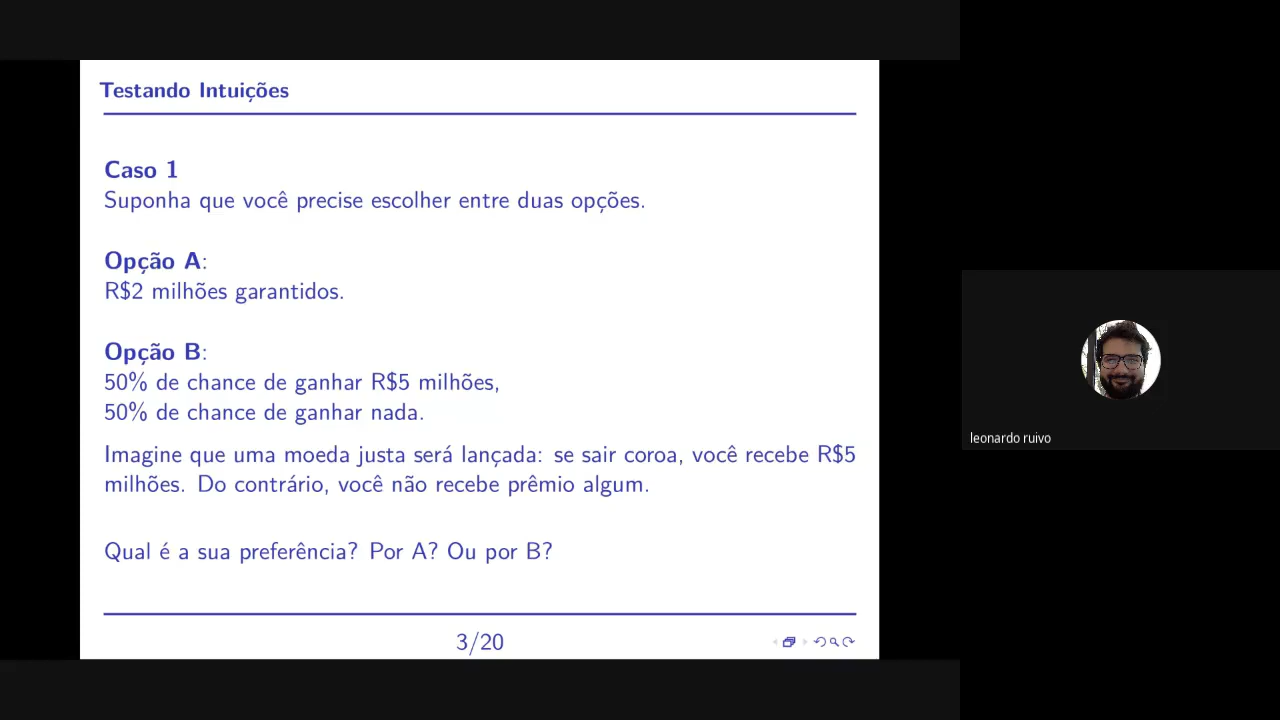 Testando Intuições
Caso 1
Suponha que você precise escolher entre duas opções.
Opção A:
R$2 milhões garantidos.
Opção B:
50% de chance de ganhar R$5 milhões,
50% de chance de ganhar nada.
Imagine que uma moeda justa será lançada: se sair coroa, você recebe R$5
milhões. Do contrário, você não recebe prêmio algum.
Qual é a sua preferência? Por A? Ou por B?
3/20
leonardo ruivo